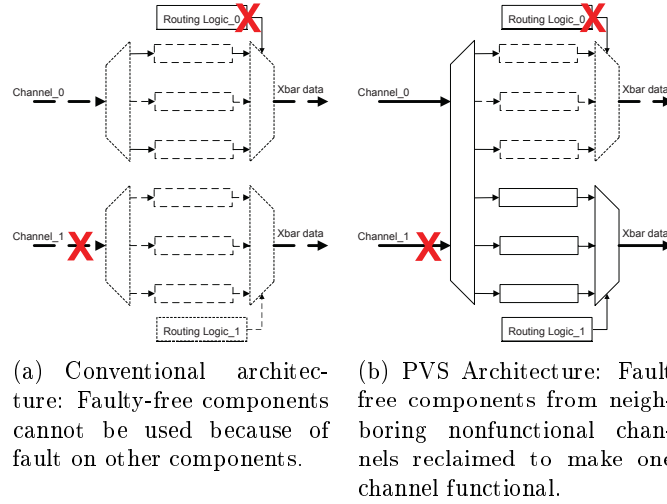 Routing Logic_0
Channel_0
Xbar data
Channel_1
Xbar data
Routing Logic_1
(a) Conventional architec-
ture: Faulty-free components
cannot be used because of
fault on other components.
Routing Logic_0
Channel_0
Xbar data
Channel_1
Xbar data
Routing Logic_1
(b) PVS Architecture: Fault
free components from neigh-
boring nonfunctional chan-
nels reclaimed to make one
channel functional.